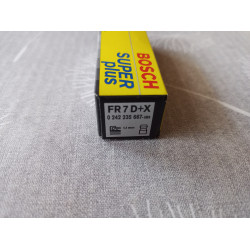 BOSCH
SUPER
plus
FR 7 D+X
0 242 235 667